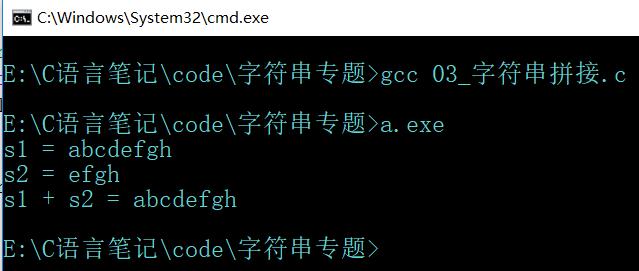 C:\Windows\System32\cmd.exe
E:\C语言笔记\code\字符串专题>gcc 03_字符串拼接.c
E:\C语言笔记\code\字符串专题>a.exe
s1 = abcdefgh
s2 = efgh
s1 + s2 = abcdefgh
E:\C语言笔记\code\字符串专题>